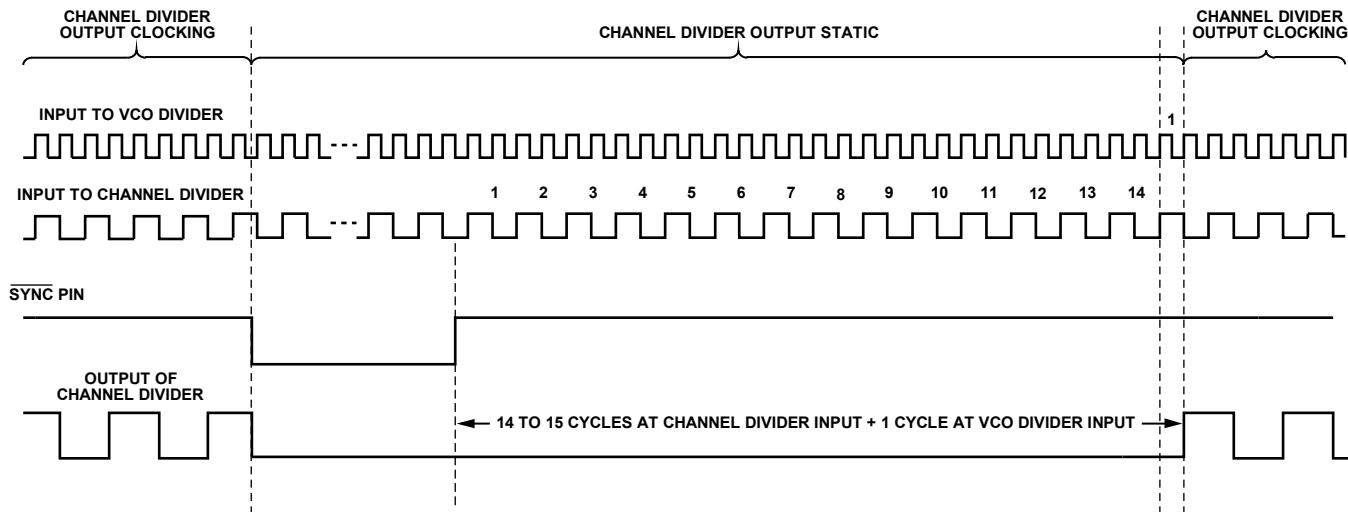 CHANNEL DIVIDER
OUTPUT CLOCKING
CHANNEL DIVIDER OUTPUT STATIC
CHANNEL DIVIDER
OUTPUT CLOCKING
INPUT TO VCO DIVIDER
1
INPUT TO CHANNEL DIVIDER
1 2 3 4 5 6 7 8 9 10 11 12 13 14
SYNC PIN
OUTPUT OF
CHANNEL DIVIDER
14 TO 15 CYCLES AT CHANNEL DIVIDER INPUT + 1 CYCLE AT VCO DIVIDER INPUT